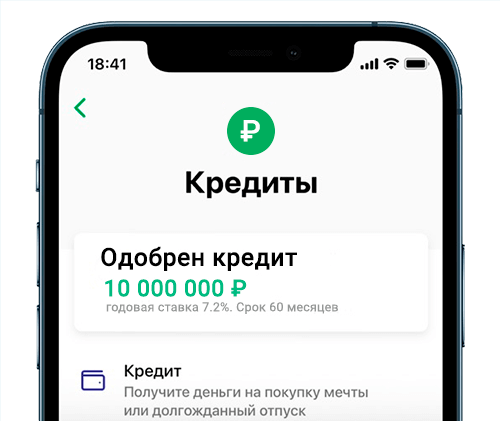 18:41
₽
Кредиты
Одобрен кредит
10 000 000 ₽
годовая ставка 7.2%. Срок 60 месяцев
Кредит
Получите деньги на покупку мечты
или долгожданный отпуск